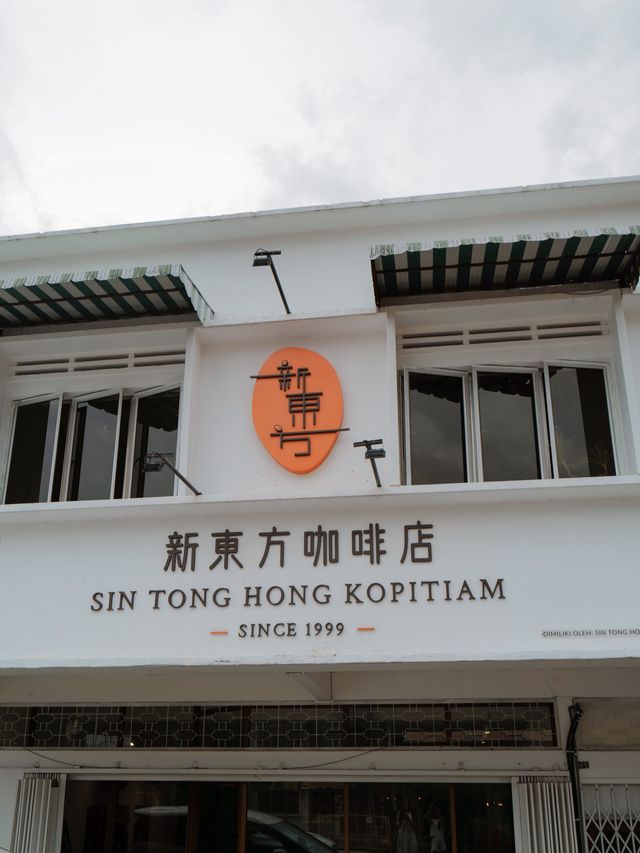 新
東
方
新東方咖啡店
SIN TONG HONG KOPITIAM
SINCE 1999
DIMILIKI OLEH: SIN TONG HO